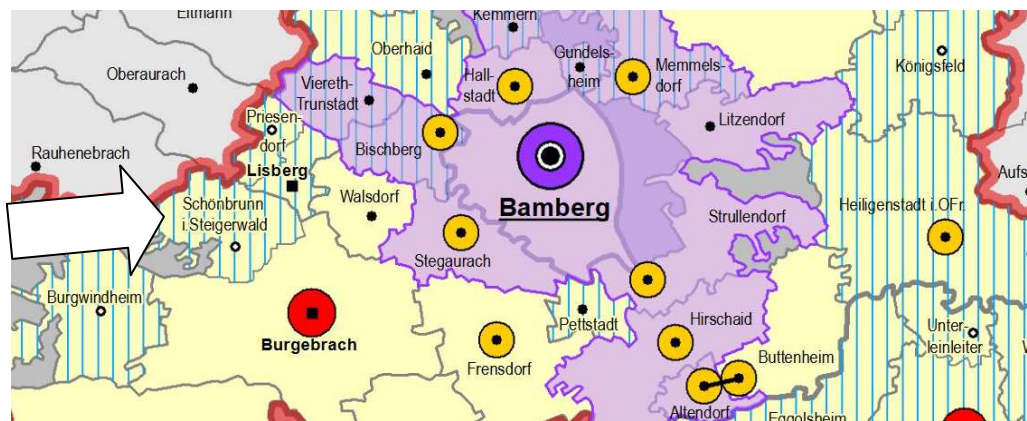 Eltmann
Kemmern
Oberhaid
Gundels-
heim
Memmels-
dorf
Königsfeld
Oberaurach
Viereth-
Trunstadt
Hall-
stadt
Litzendorf
Priesen-
dorf
Bischberg
Rauhenebrach
Lisberg
Walsdorf
Aufs
Schönbrunn
i.Steigerwald
Bamberg
Strullendorf
Heiligenstadt i.OFr.
Stegaurach
Burgwindheim
Pettstadt
Hirschaid
Unter-
leinleiter
Burgebrach
Frensdorf
Buttenheim
Altendorf
Eggolsheim